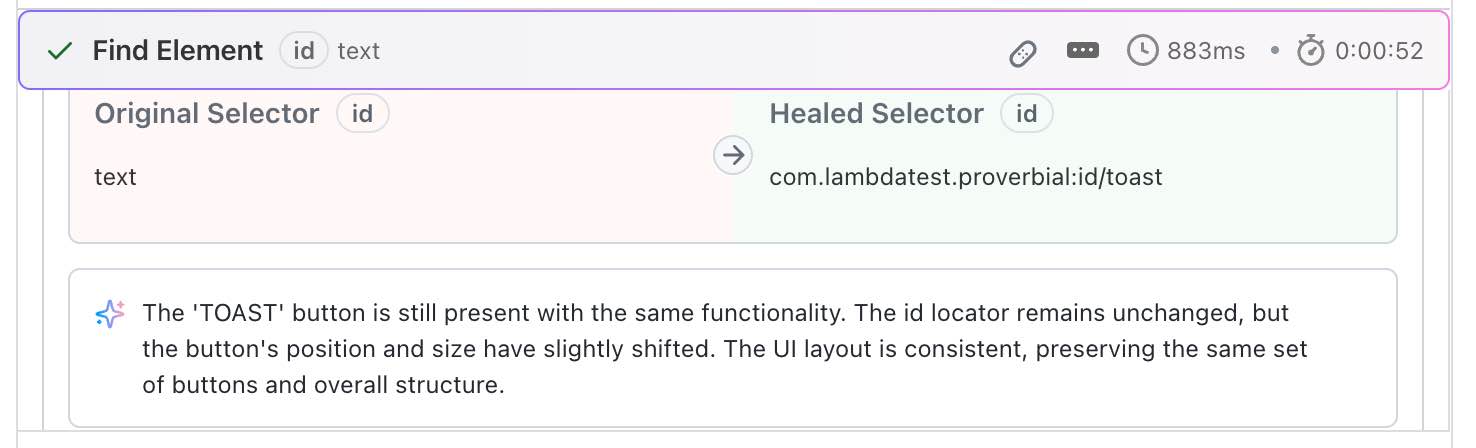 Find Element id text 883ms • 0:00:52
Original Selector id
text
Healed Selector id
com.lambdatest.proverbial:id/toast
The 'TOAST' button is still present with the same functionality. The id locator remains unchanged, but
the button's position and size have slightly shifted. The UI layout is consistent, preserving the same set
of buttons and overall structure.